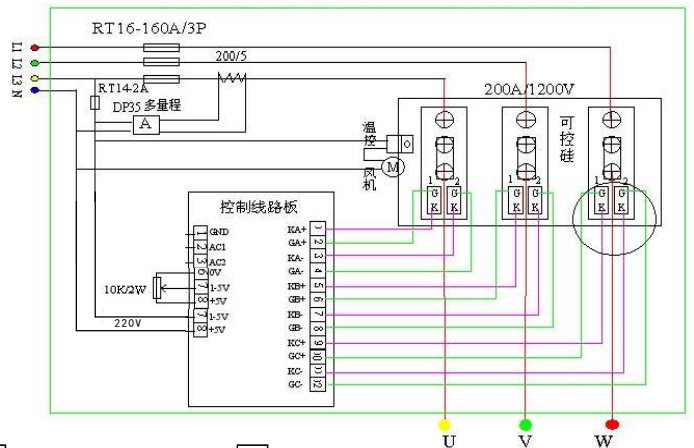 RT16-160A/3P
L1
L2
L3
N
200/5
RT14-2A
DP35 多量程
A
200A/1200V
温控
可控硅
M
风机
1 2
G G
K K
1 2
G G
K K
1 2
G G
K K
控制线路板
1 GND
2 AC1
3 AC2
6 0V
7 1-5V
8 +5V
7 1-5V
8 +5V
10K/2W
220V
KA+ 1
GA+ 2
KA- 3
GA- 4
KB+ 5
GB+ 6
KB- 7
GB- 8
KC+ 9
GC+ 10
KC- 11
GC- 12
U
V
W